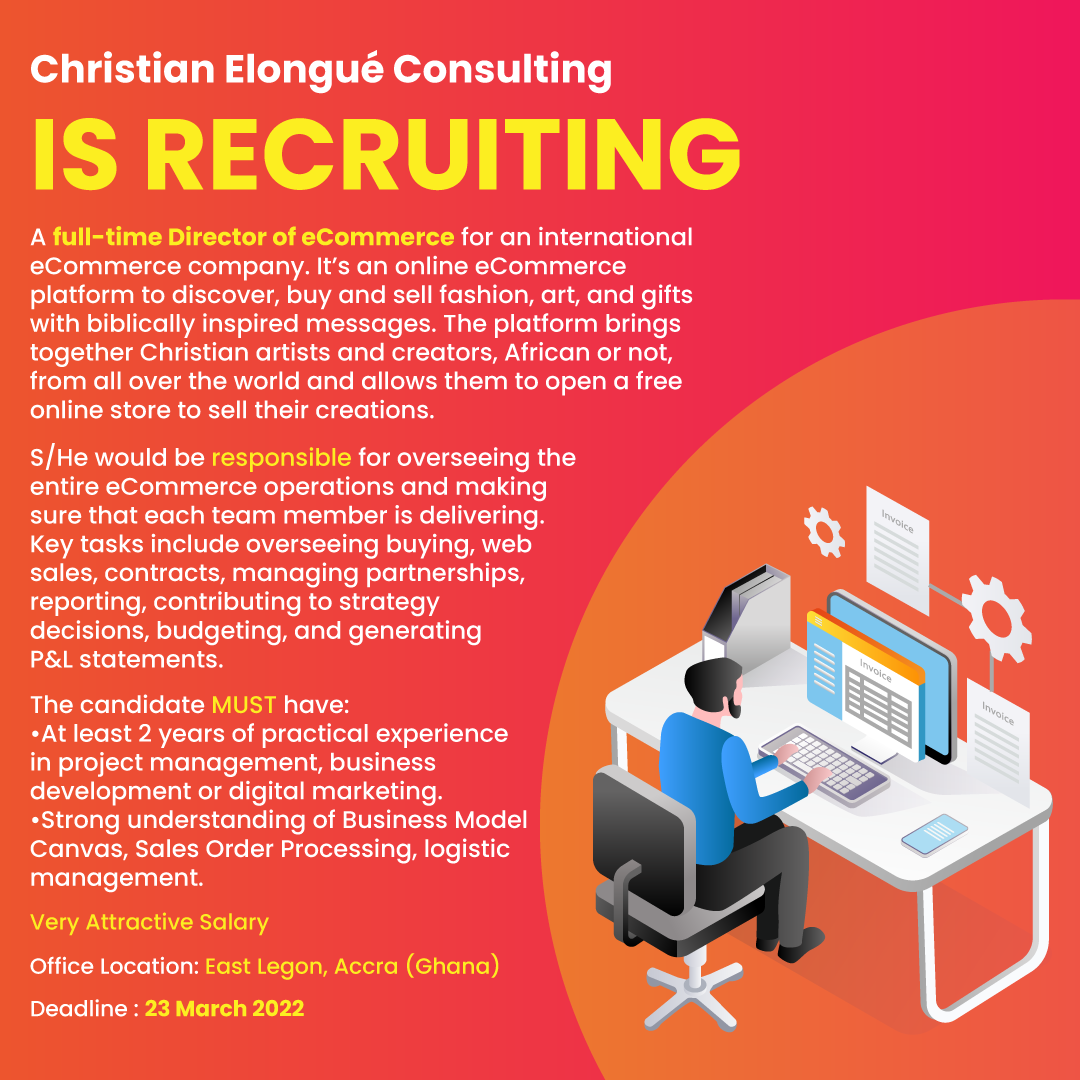 Christian Elongué Consulting
IS RECRUITING
A full-time Director of eCommerce for an international
eCommerce company. It’s an online eCommerce
platform to discover, buy and sell fashion, art, and gifts
with biblically inspired messages. The platform brings
together Christian artists and creators, African or not,
from all over the world and allows them to open a free
online store to sell their creations.
S/He would be responsible for overseeing the
entire eCommerce operations and making
sure that each team member is delivering.
Key tasks include overseeing buying, web
sales, contracts, managing partnerships,
reporting, contributing to strategy
decisions, budgeting, and generating
P&L statements.
The candidate MUST have:
•At least 2 years of practical experience
in project management, business
development or digital marketing.
•Strong understanding of Business Model
Canvas, Sales Order Processing, logistic
management.
Very Attractive Salary
Office Location: East Legon, Accra (Ghana)
Deadline : 23 March 2022
Invoice
Invoice
Invoice